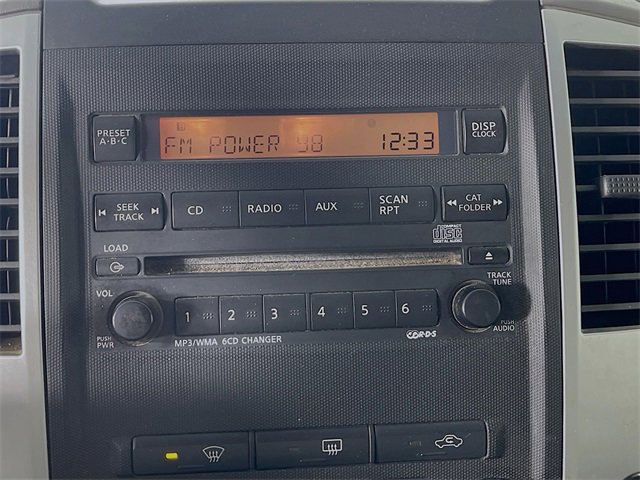 PRESET
A·B·C
FM POWER 98
12:33
DISP
CLOCK
SEEK
TRACK
CD
RADIO
AUX
SCAN
RPT
CAT
FOLDER
COMPACT
disc
DIGITAL AUDIO
LOAD
VOL
PUSH
PWR
1
2
3
4
5
6
TRACK
TUNE
PUSH
AUDIO
MP3/WMA 6CD CHANGER
R·D·S